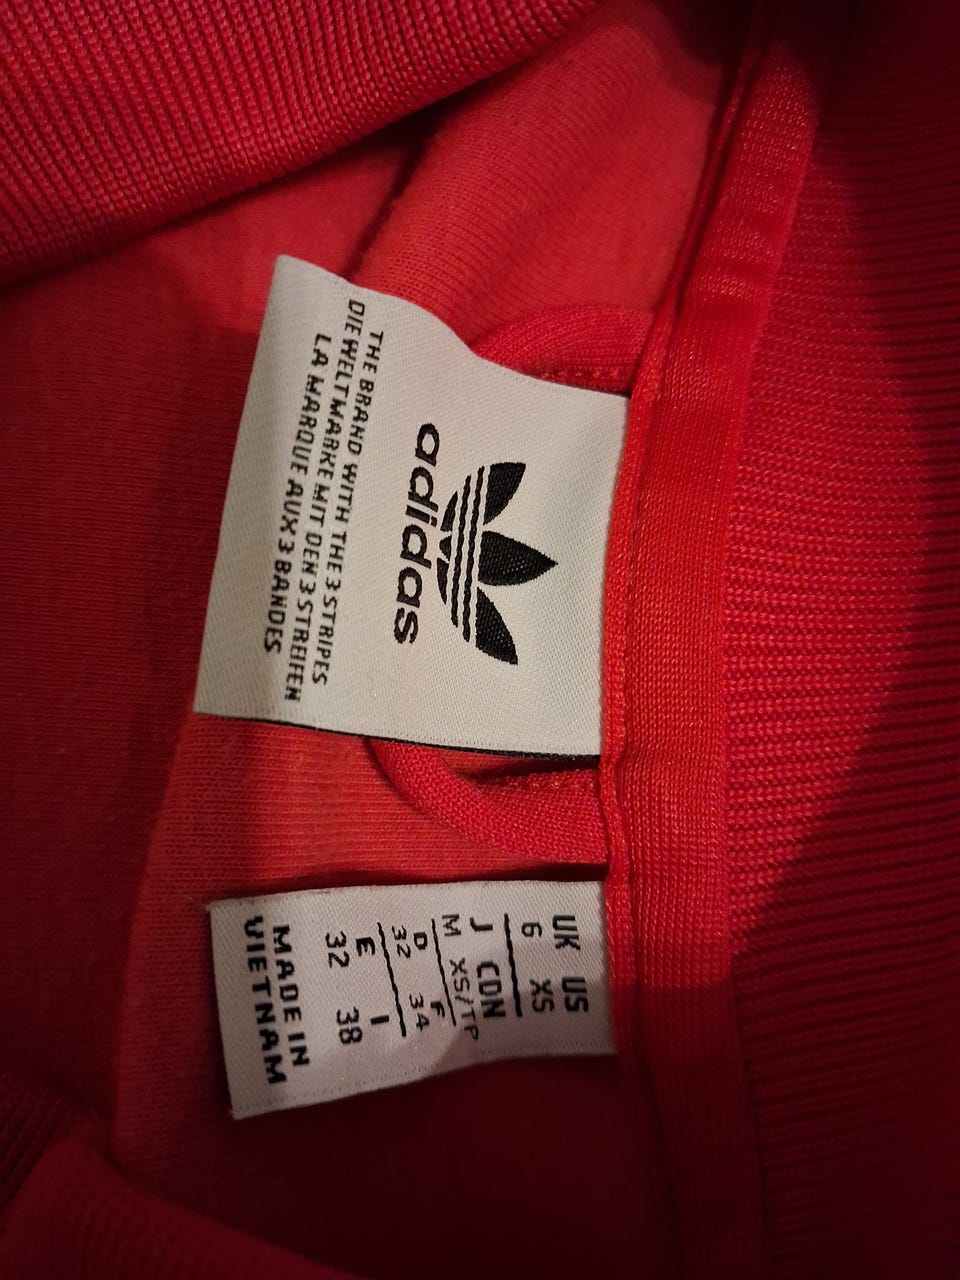 adidas
THE BRAND WITH THE 3 STRIPES
DIE WELTMARKE MIT DEN 3 STREIFEN
LA MARQUE AUX 3 BANDES
UK US
6 XS
J CDN
M XS/TP
D F
32 34
E I
32 38
MADE IN
VIETNAM